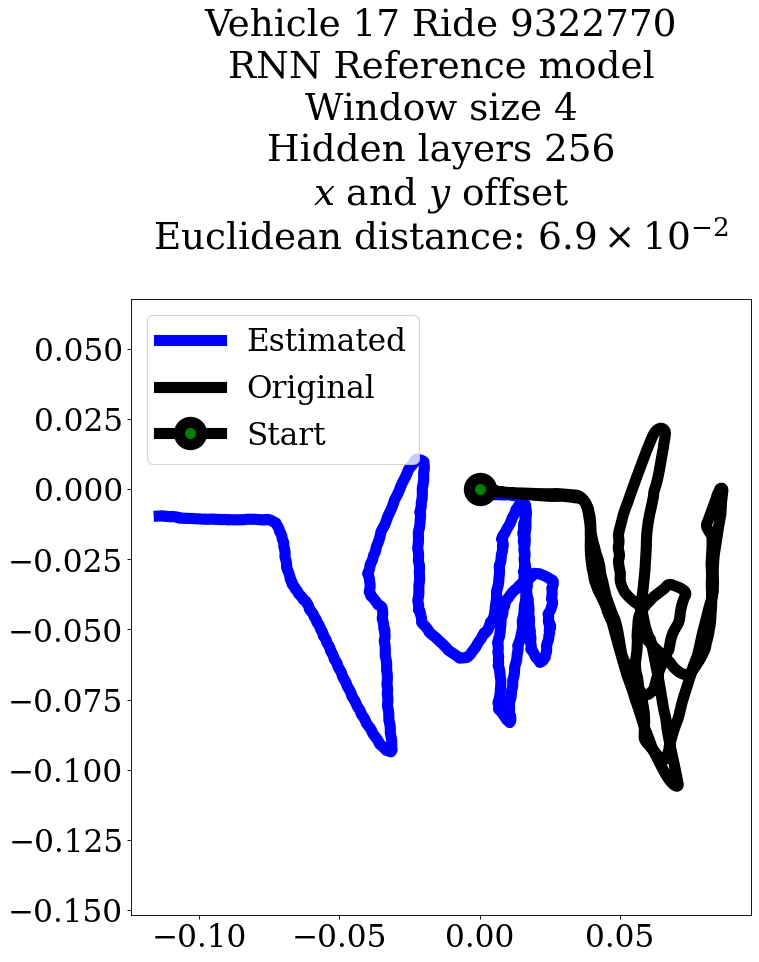 Vehicle 17 Ride 9322770
RNN Reference model
Window size 4
Hidden layers 256
x and y offset
Euclidean distance: 6.9 × 10⁻²
Estimated
Original
Start
0.050
0.025
0.000
−0.025
−0.050
−0.075
−0.100
−0.125
−0.150
−0.10 −0.05 0.00 0.05